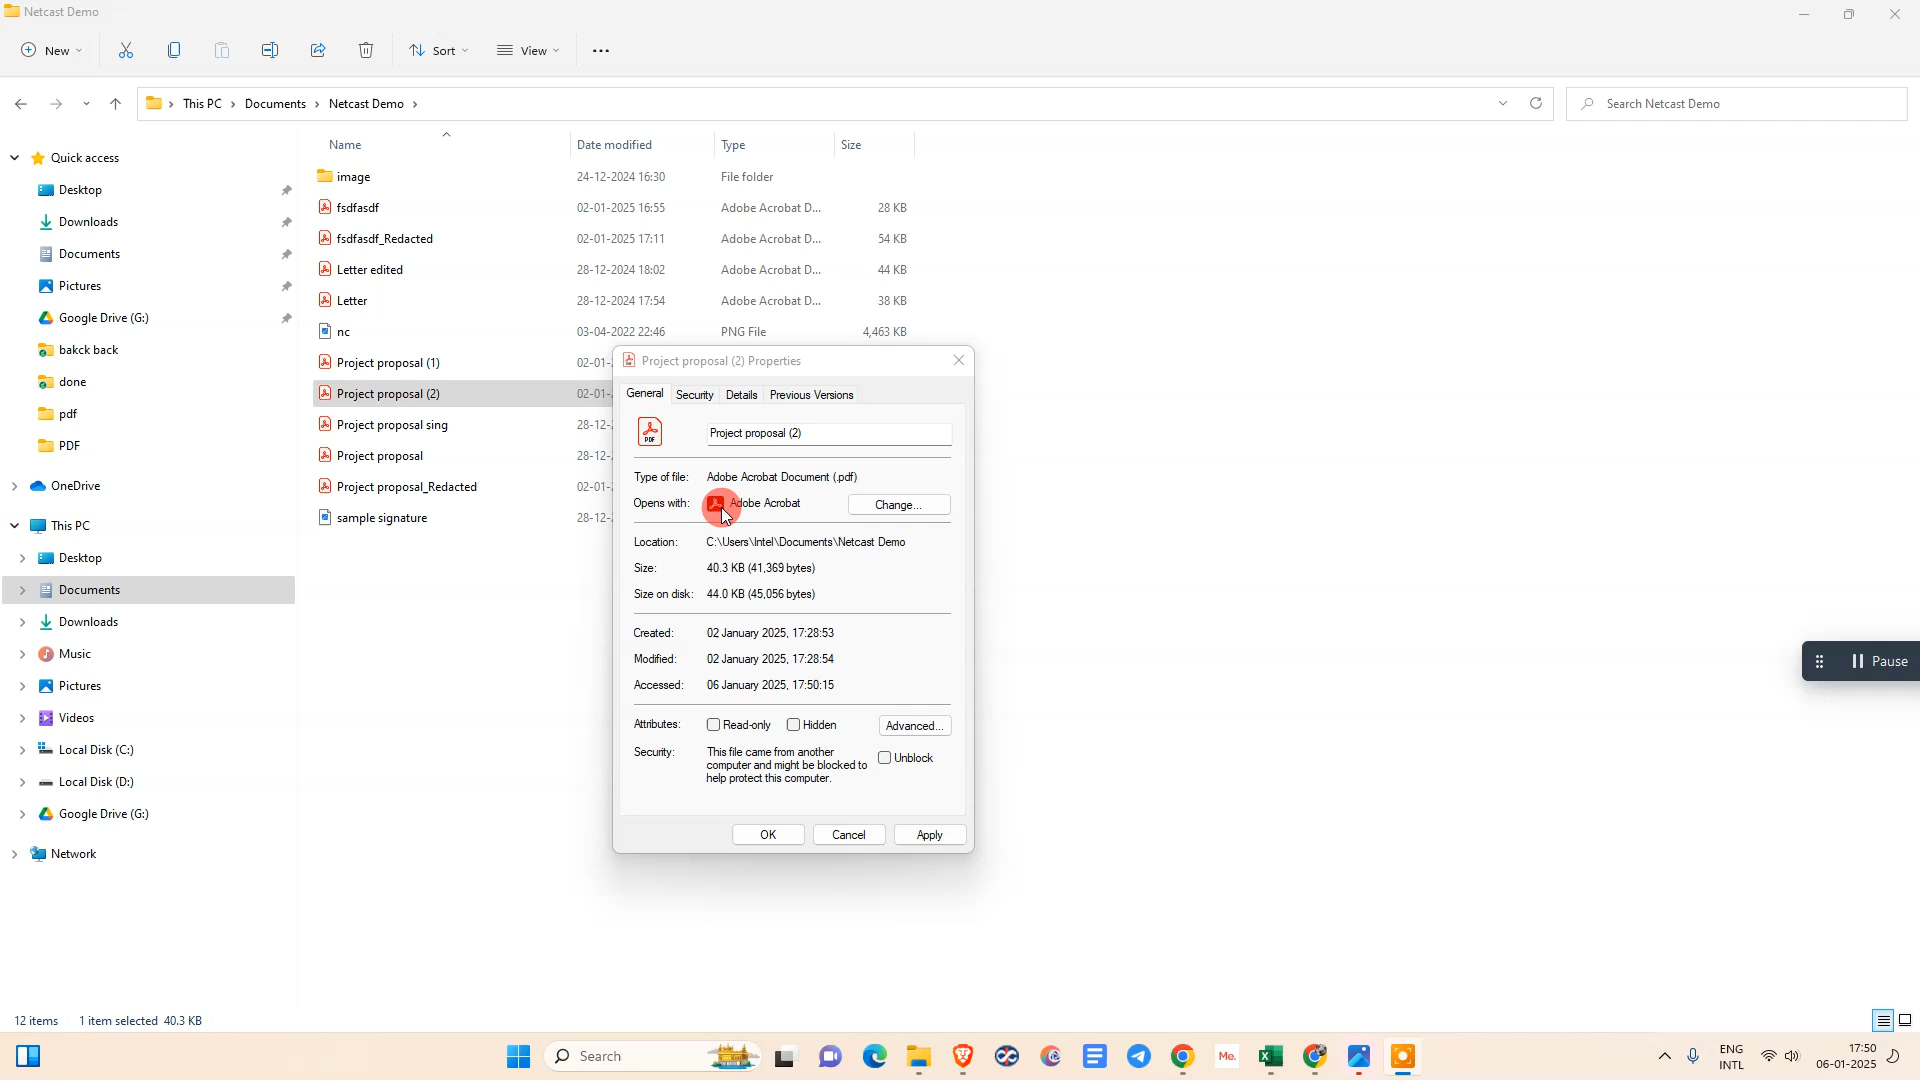 Netcast Demo
New
Sort
View
This PC
Documents
Netcast Demo
Search Netcast Demo
Name
Date modified
Type
Size
image
24-12-2024 16:30
File folder
fsdfasdf
02-01-2025 16:55
Adobe Acrobat D...
28 KB
fsdfasdf_Redacted
02-01-2025 17:11
Adobe Acrobat D...
54 KB
Letter edited
28-12-2024 18:02
Adobe Acrobat D...
44 KB
Letter
28-12-2024 17:54
Adobe Acrobat D...
38 KB
nc
03-04-2022 22:46
PNG File
4,463 KB
Project proposal (1)
02-01-
Project proposal (2)
02-01-
Project proposal sing
28-12-
Project proposal
28-12-
Project proposal_Redacted
02-01-
sample signature
28-12-
Quick access
Desktop
Downloads
Documents
Pictures
Google Drive (G:)
bakck back
done
pdf
PDF
OneDrive
This PC
Desktop
Documents
Downloads
Music
Pictures
Videos
Local Disk (C:)
Local Disk (D:)
Google Drive (G:)
Network
Project proposal (2) Properties
General
Security
Details
Previous Versions
PDF
Project proposal (2)
Type of file:
Adobe Acrobat Document (.pdf)
Opens with:
Adobe Acrobat
Change...
Location:
C:\Users\Intel\Documents\Netcast Demo
Size:
40.3 KB (41,369 bytes)
Size on disk:
44.0 KB (45,056 bytes)
Created:
02 January 2025, 17:28:53
Modified:
02 January 2025, 17:28:54
Accessed:
06 January 2025, 17:50:15
Attributes:
Read-only
Hidden
Advanced...
Security:
This file came from another
computer and might be blocked to
help protect this computer.
Unblock
OK
Cancel
Apply
Pause
12 items
1 item selected 40.3 KB
Search
Me.
ENG
INTL
17:50
06-01-2025